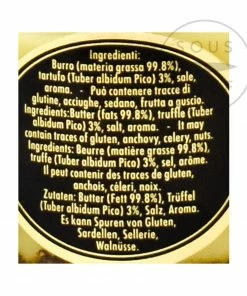 SOUS
Ingredienti:
Burro (materia grassa 99.8%),
tartufo (Tuber albidum Pico) 3%, sale,
aroma. - Può contenere tracce di
glutine, acciughe, sedano, frutta a guscio.
Ingredients:Butter (fats 99.8%), truffle (Tuber
albidum Pico) 3%, salt, aroma. - It may
contain traces of gluten, anchovy, celery, nuts.
Ingredients: Beurre (matière grasse 99.8%),
truffe (Tuber albidum Pico) 3%, sel, arôme.
Il peut contenir des traces de gluten,
anchois, céleri, noix.
Zutaten: Butter (Fett 99.8%), Trüffel
(Tuber albidum Pico) 3%, Salz, Aroma.
Es kann Spuren von Gluten,
Sardellen, Sellerie,
Walnüsse.